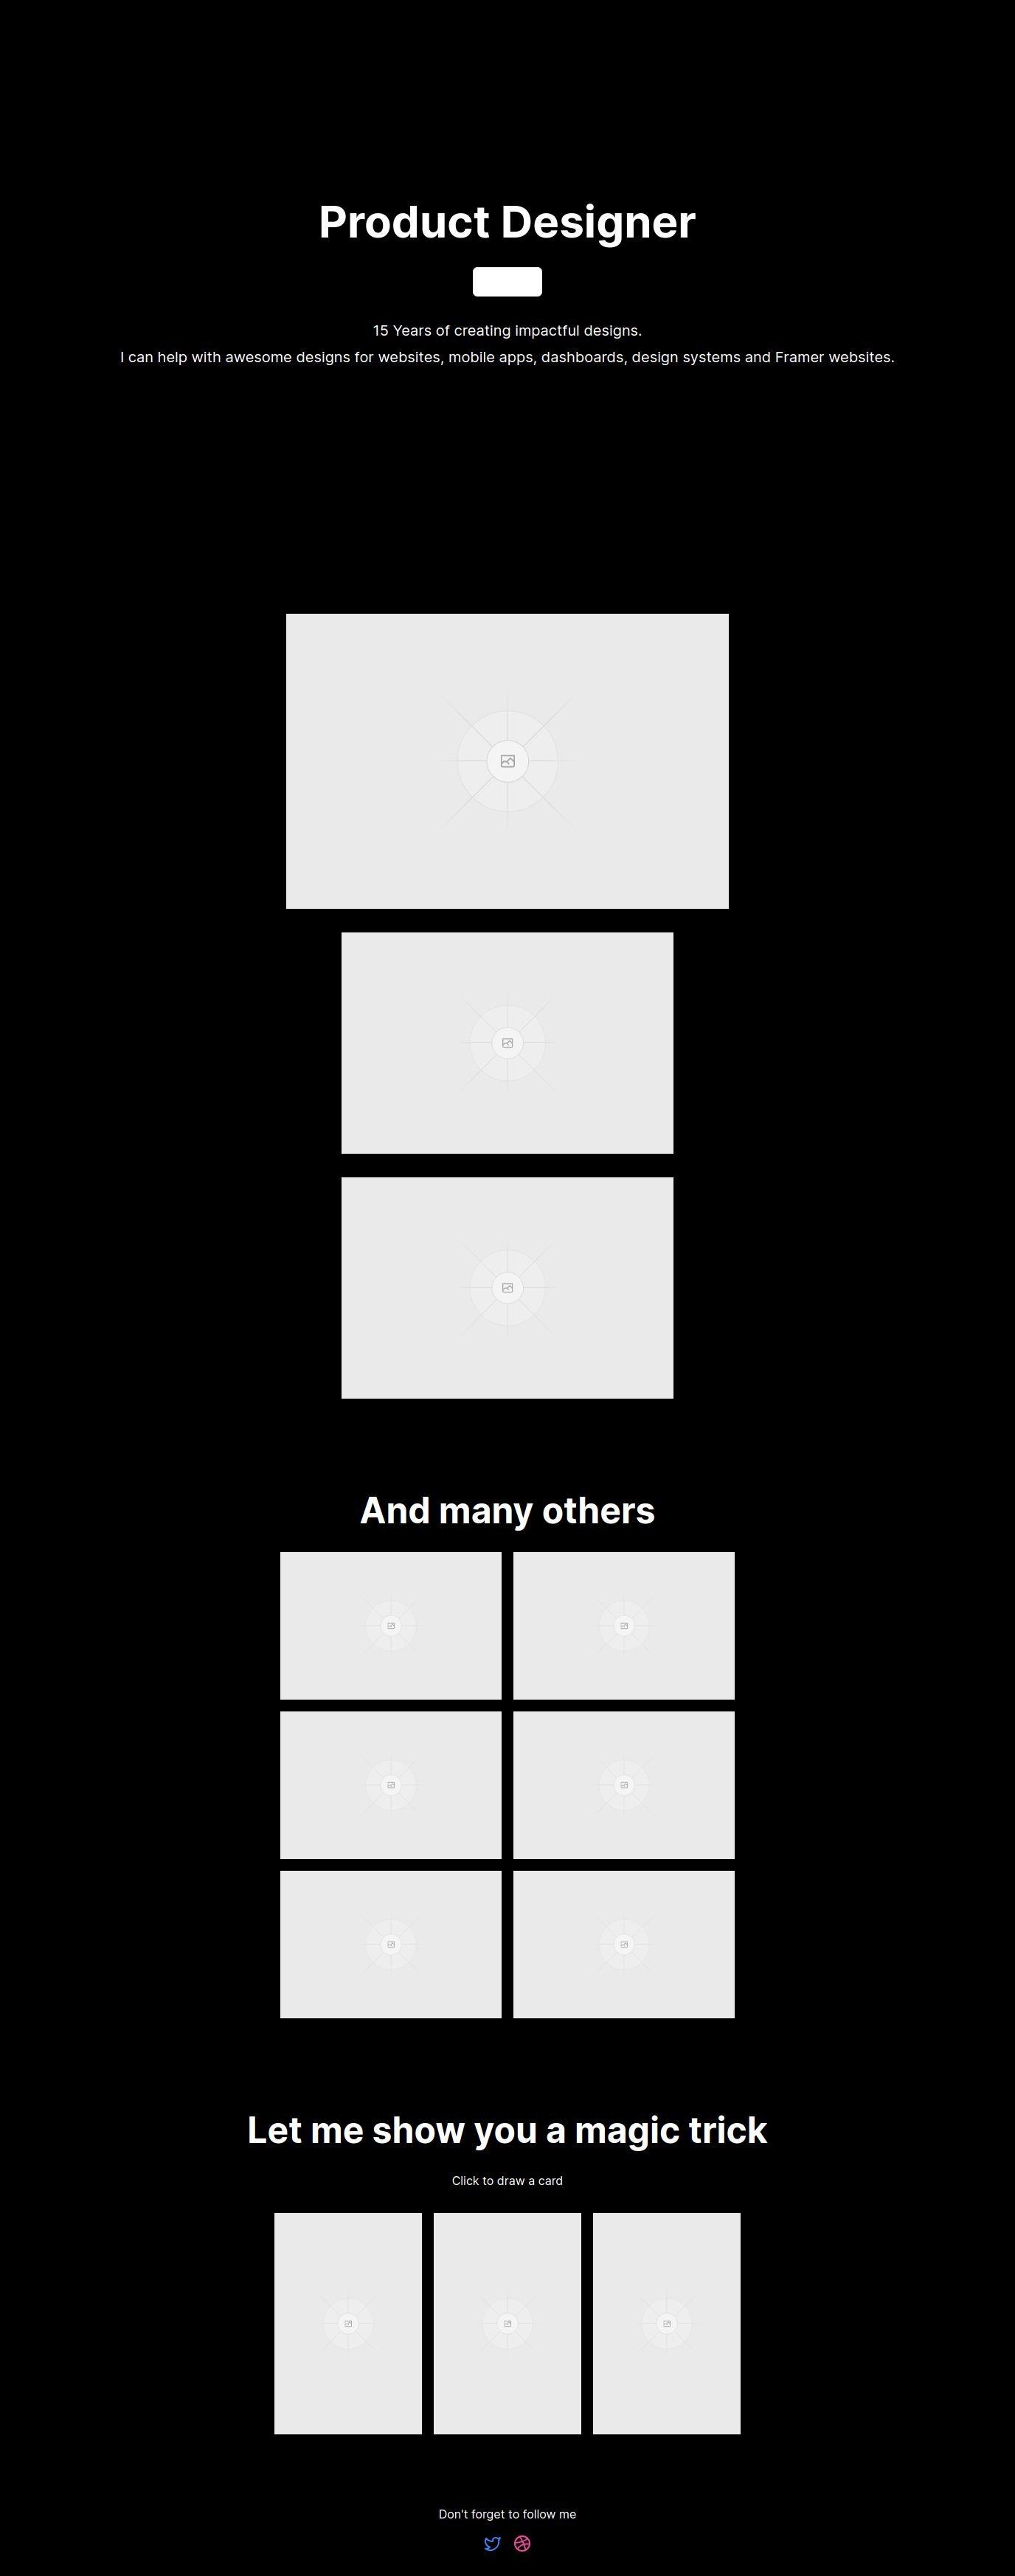 Product Designer
15 Years of creating impactful designs.
I can help with awesome designs for websites, mobile apps, dashboards, design systems and Framer websites.
And many others
Let me show you a magic trick
Click to draw a card
Don't forget to follow me